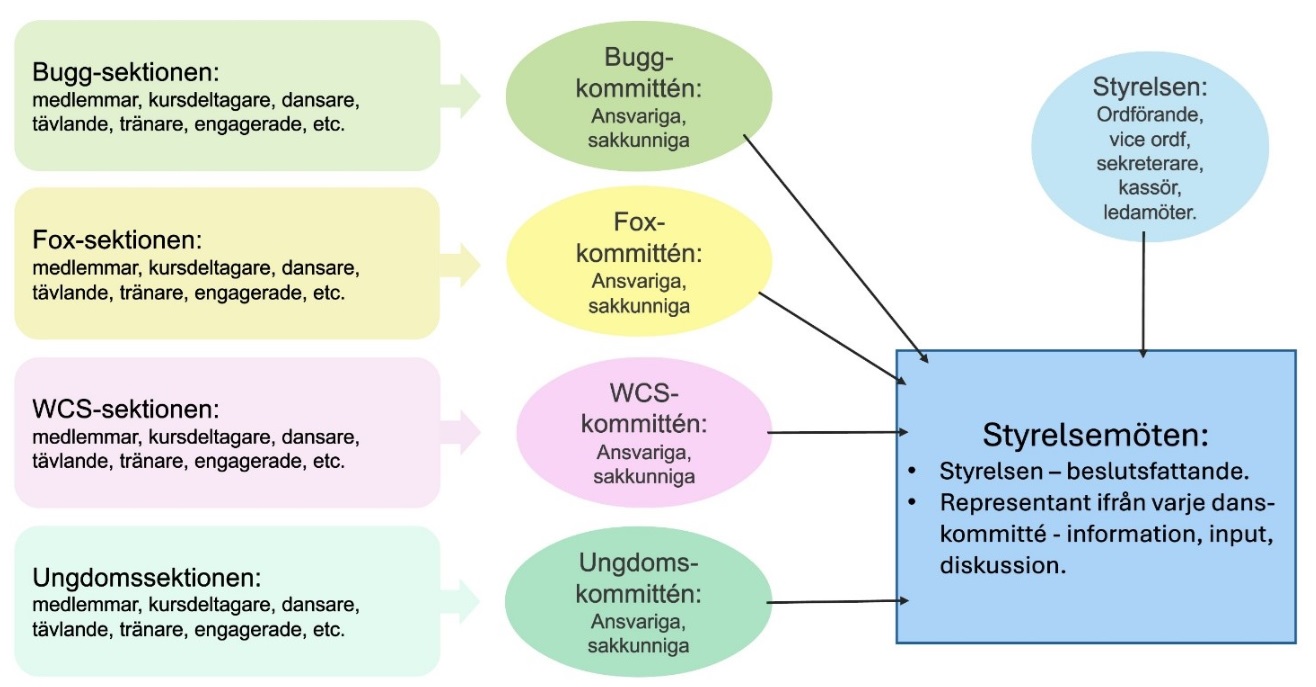 Bugg-sektionen:
medlemmar, kursdeltagare, dansare,
tävlande, tränare, engagerade, etc.
Bugg-
kommittén:
Ansvariga,
sakkunniga
Styrelsen:
Ordförande,
vice ordf,
sekreterare,
kassör,
ledamöter.
Fox-sektionen:
medlemmar, kursdeltagare, dansare,
tävlande, tränare, engagerade, etc.
Fox-
kommittén:
Ansvariga,
sakkunniga
WCS-sektionen:
medlemmar, kursdeltagare, dansare,
tävlande, tränare, engagerade, etc.
WCS-
kommittén:
Ansvariga,
sakkunniga
Styrelsemöten:
• Styrelsen – beslutsfattande.
• Representant ifrån varje dans-
kommitté - information, input,
diskussion.
Ungdomssektionen:
medlemmar, kursdeltagare, dansare,
tävlande, tränare, engagerade, etc.
Ungdoms-
kommittén:
Ansvariga,
sakkunniga